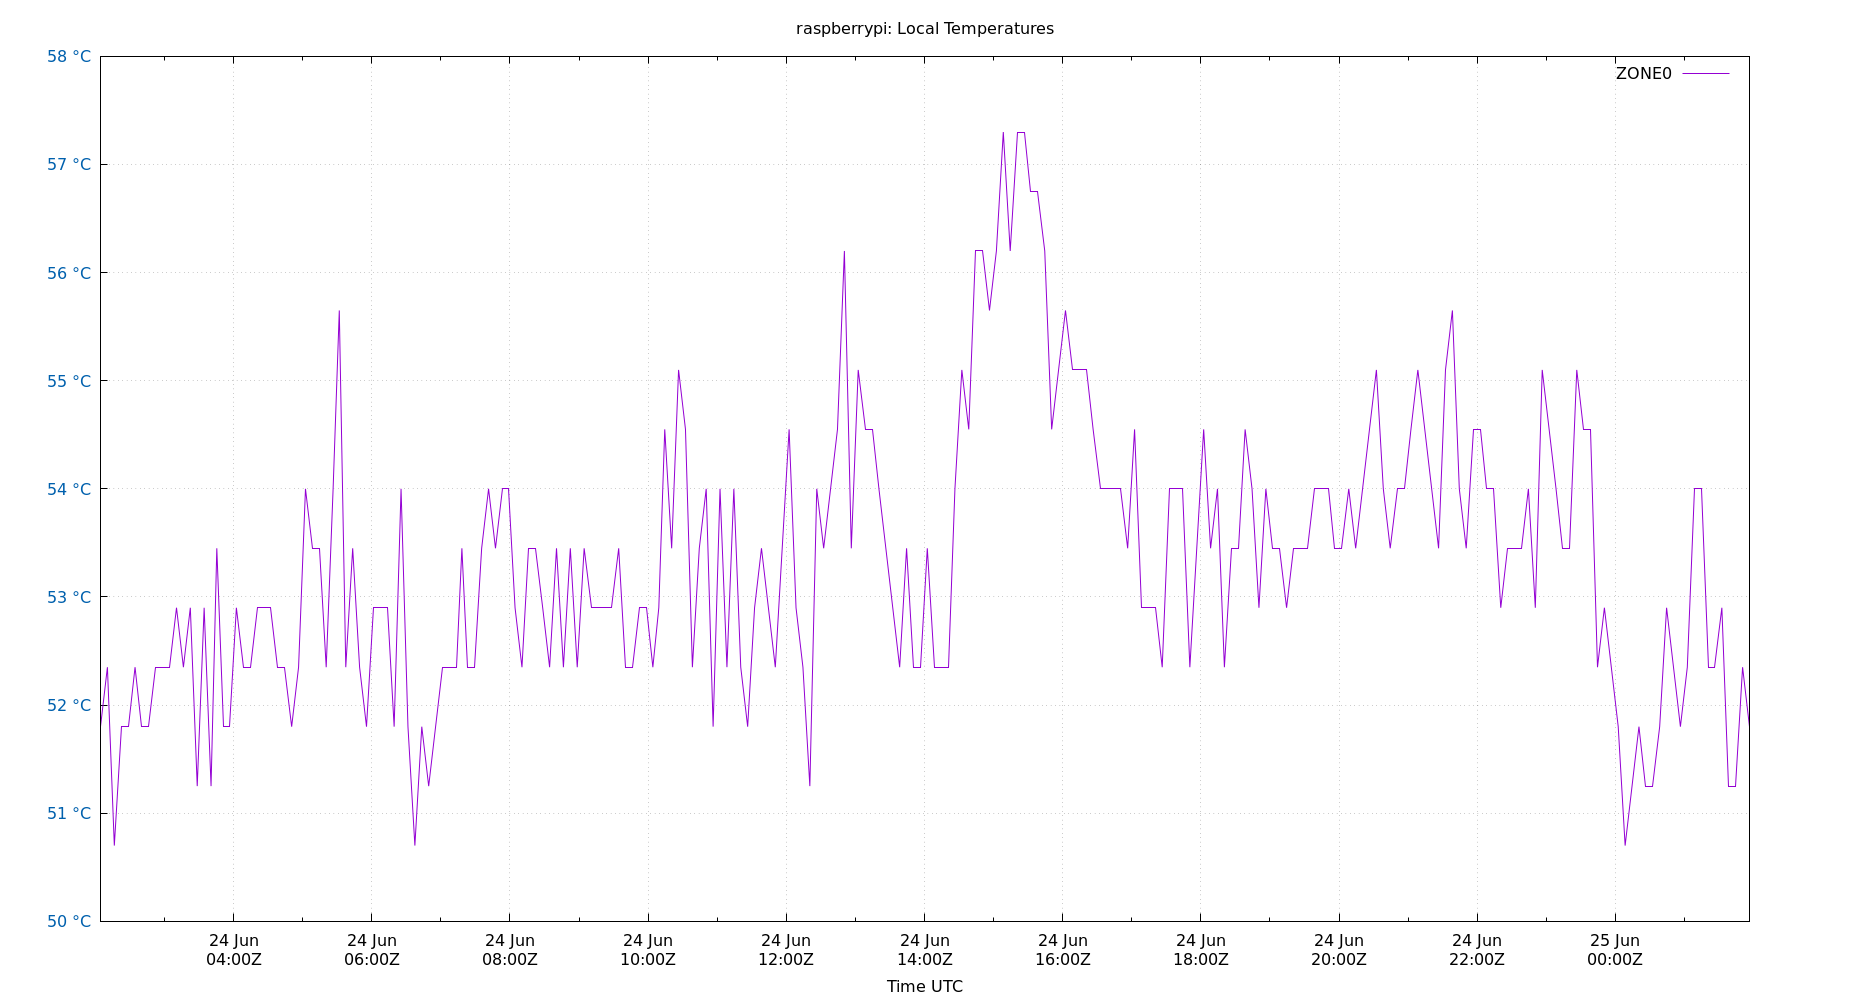 raspberrypi: Local Temperatures
58 °C
ZONE0
57 °C
56 °C
55 °C
54 °C
53 °C
52 °C
51 °C
50 °C
24 Jun 24 Jun 24 Jun 24 Jun 24 Jun 24 Jun 24 Jun 24 Jun 24 Jun 24 Jun 25 Jun
04:00Z 06:00Z 08:00Z 10:00Z 12:00Z 14:00Z 16:00Z 18:00Z 20:00Z 22:00Z 00:00Z
Time UTC